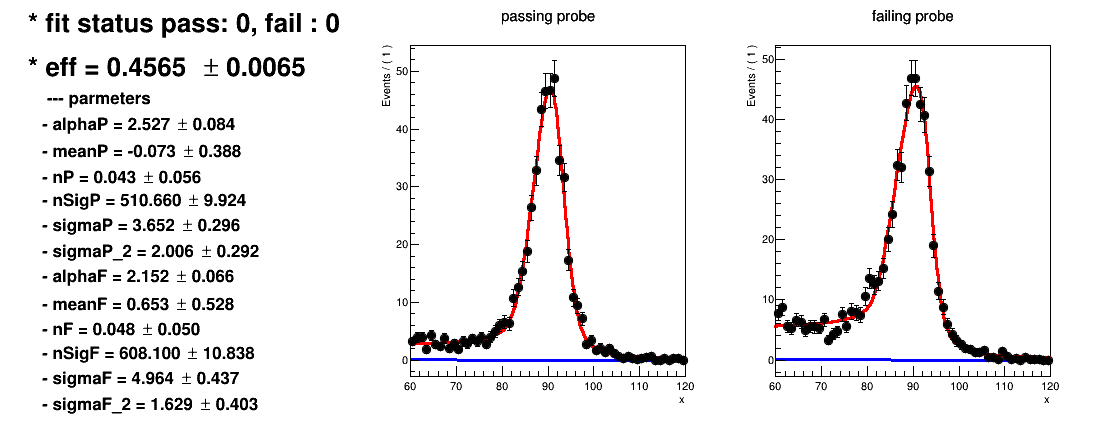 * fit status pass: 0, fail : 0
* eff = 0.4565 ± 0.0065
--- parmeters
- alphaP = 2.527 ± 0.084
- meanP = -0.073 ± 0.388
- nP = 0.043 ± 0.056
- nSigP = 510.660 ± 9.924
- sigmaP = 3.652 ± 0.296
- sigmaP_2 = 2.006 ± 0.292
- alphaF = 2.152 ± 0.066
- meanF = 0.653 ± 0.528
- nF = 0.048 ± 0.050
- nSigF = 608.100 ± 10.838
- sigmaF = 4.964 ± 0.437
- sigmaF_2 = 1.629 ± 0.403
passing probe
Events / ( 1 )
50
40
30
20
10
0
60 70 80 90 100 110 120
x
failing probe
Events / ( 1 )
50
40
30
20
10
0
60 70 80 90 100 110 120
x